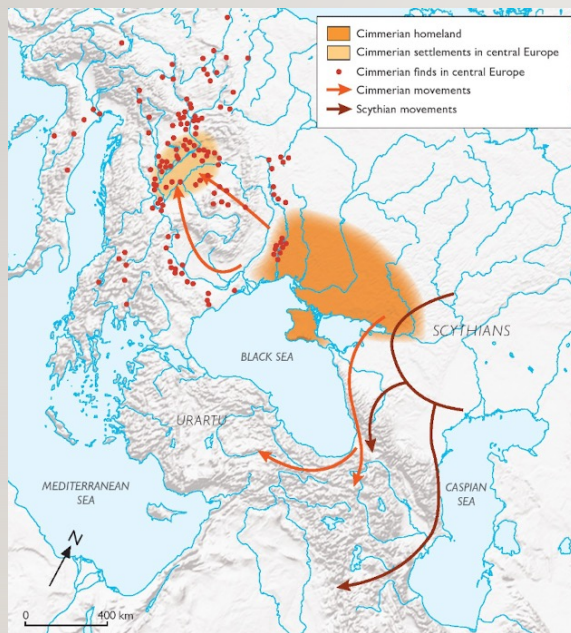 Cimmerian homeland
Cimmerian settlements in central Europe
Cimmerian finds in central Europe
Cimmerian movements
Scythian movements
SCYTHIANS
BLACK SEA
URARTU
MEDITERRANEAN
SEA
CASPIAN
SEA
N
0 400 km